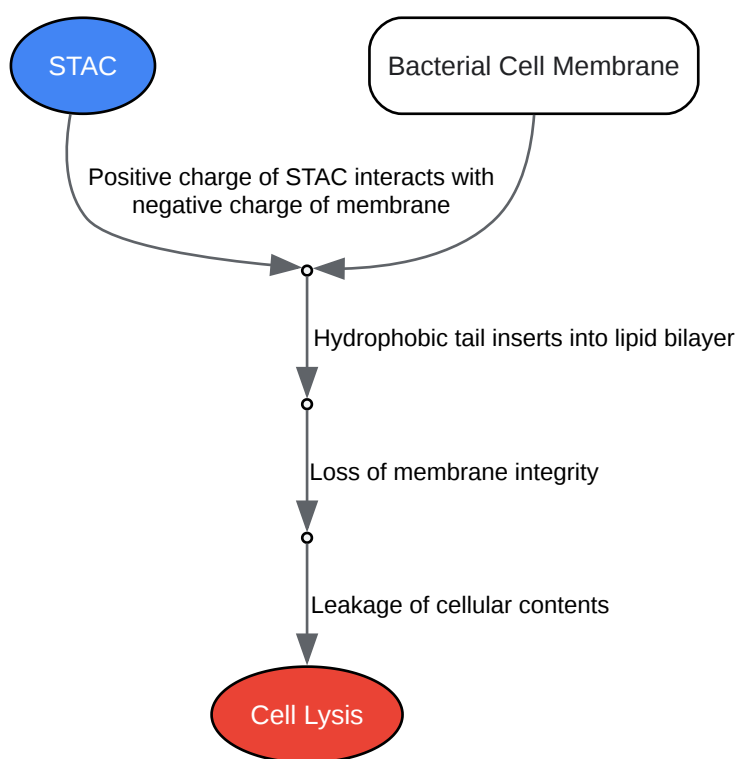 STAC
Bacterial Cell Membrane
Positive charge of STAC interacts with
negative charge of membrane
Hydrophobic tail inserts into lipid bilayer
Loss of membrane integrity
Leakage of cellular contents
Cell Lysis